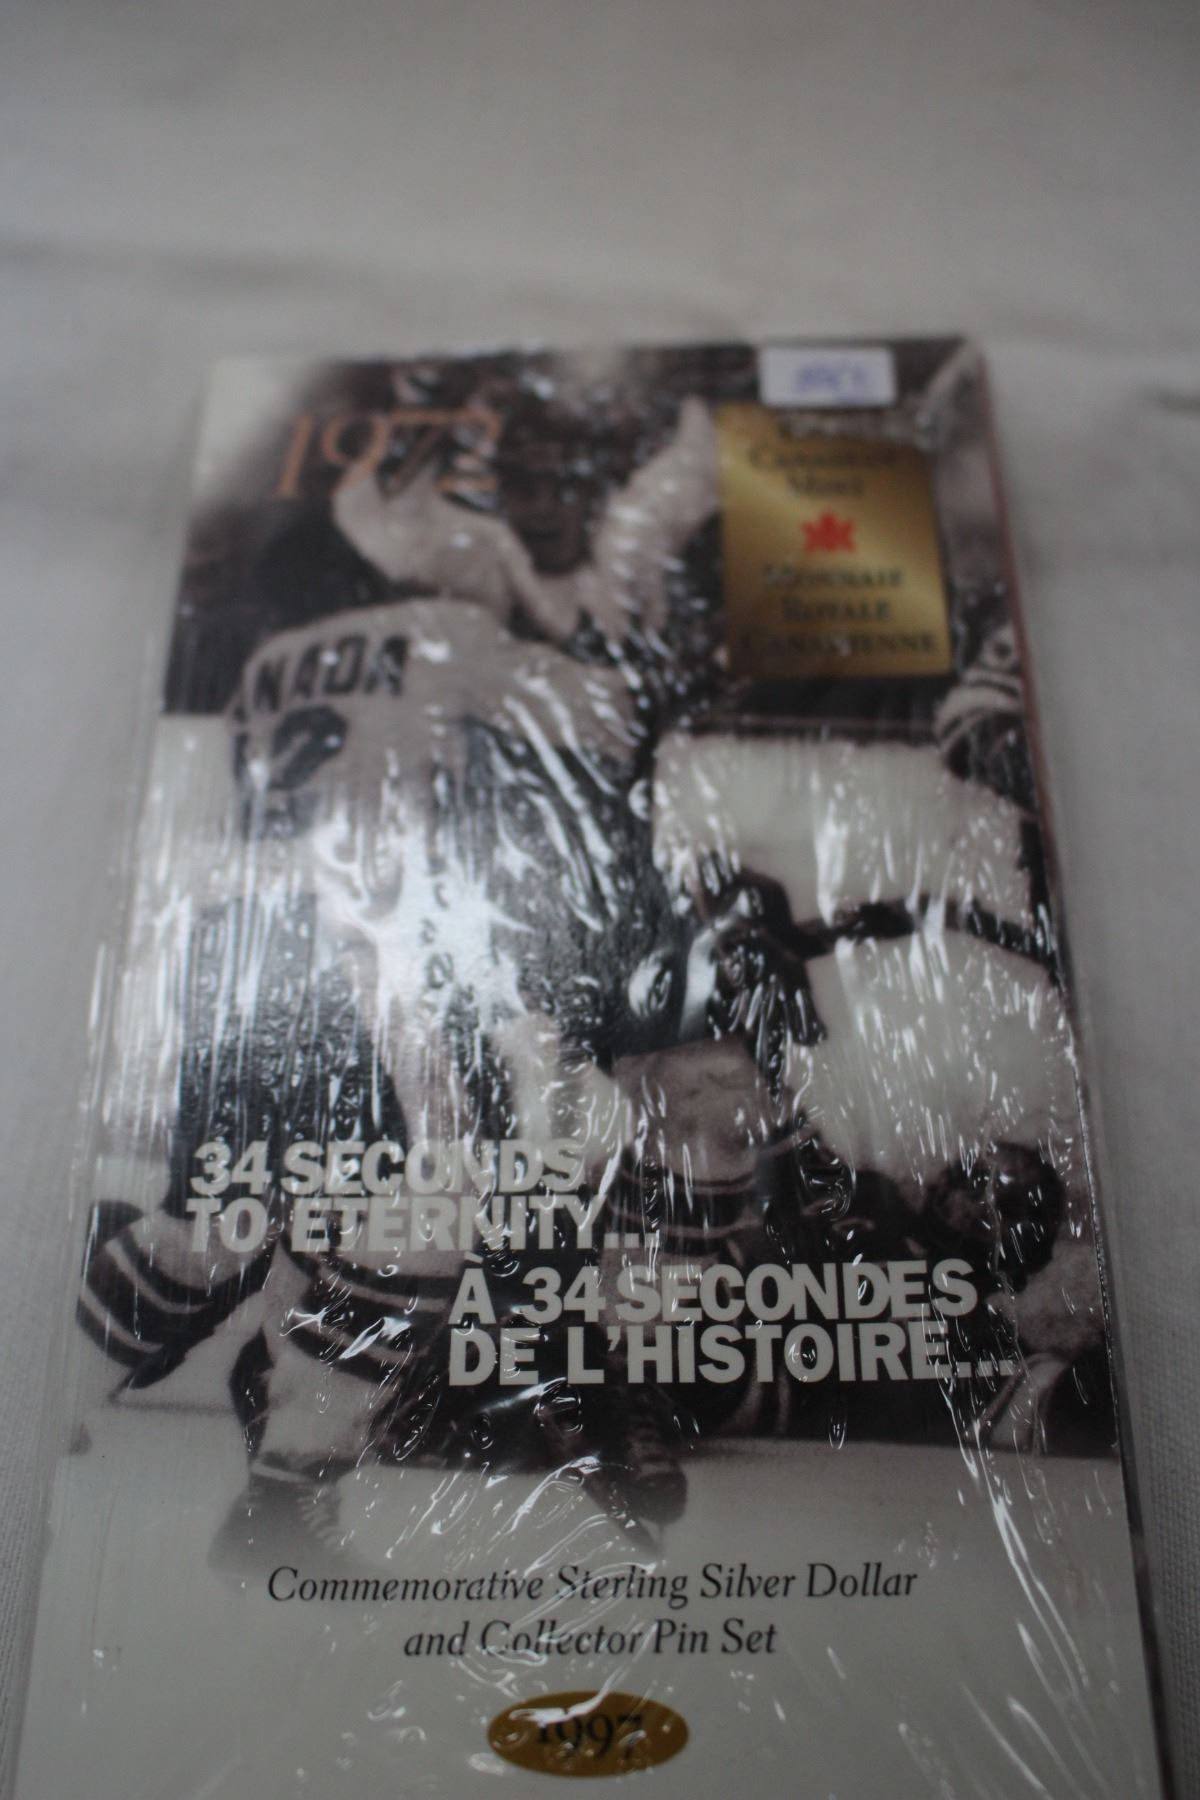 1972
Canadian
Mint
Monnaie
Royale
Canadienne
NADA
34 SECONDS
TO ETERNITY...
À 34 SECONDES
DE L'HISTOIRE...
Commemorative Sterling Silver Dollar
and Collector Pin Set
1997